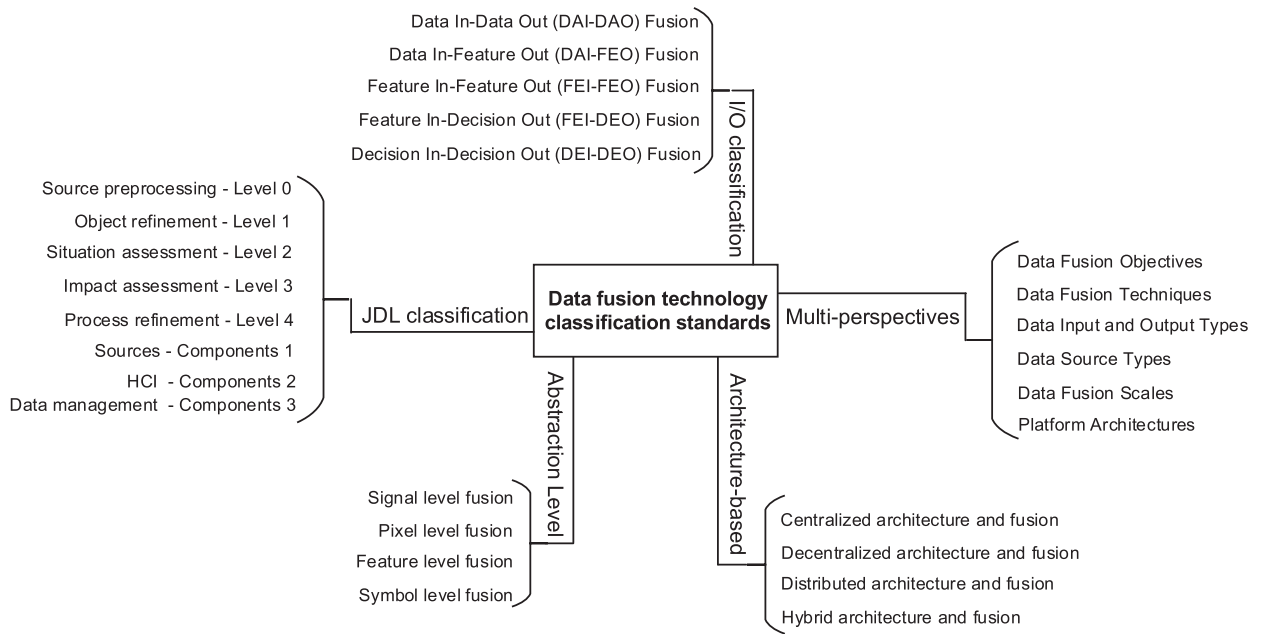 Data In-Data Out (DAI-DAO) Fusion
Data In-Feature Out (DAI-FEO) Fusion
Feature In-Feature Out (FEI-FEO) Fusion
Feature In-Decision Out (FEI-DEO) Fusion
Decision In-Decision Out (DEI-DEO) Fusion
I/O classification
Source preprocessing - Level 0
Object refinement - Level 1
Situation assessment - Level 2
Impact assessment - Level 3
Process refinement - Level 4
Sources - Components 1
HCI - Components 2
Data management - Components 3
JDL classification
Data fusion technology
classification standards
Multi-perspectives
Data Fusion Objectives
Data Fusion Techniques
Data Input and Output Types
Data Source Types
Data Fusion Scales
Platform Architectures
Abstraction Level
Signal level fusion
Pixel level fusion
Feature level fusion
Symbol level fusion
Architecture-based
Centralized architecture and fusion
Decentralized architecture and fusion
Distributed architecture and fusion
Hybrid architecture and fusion